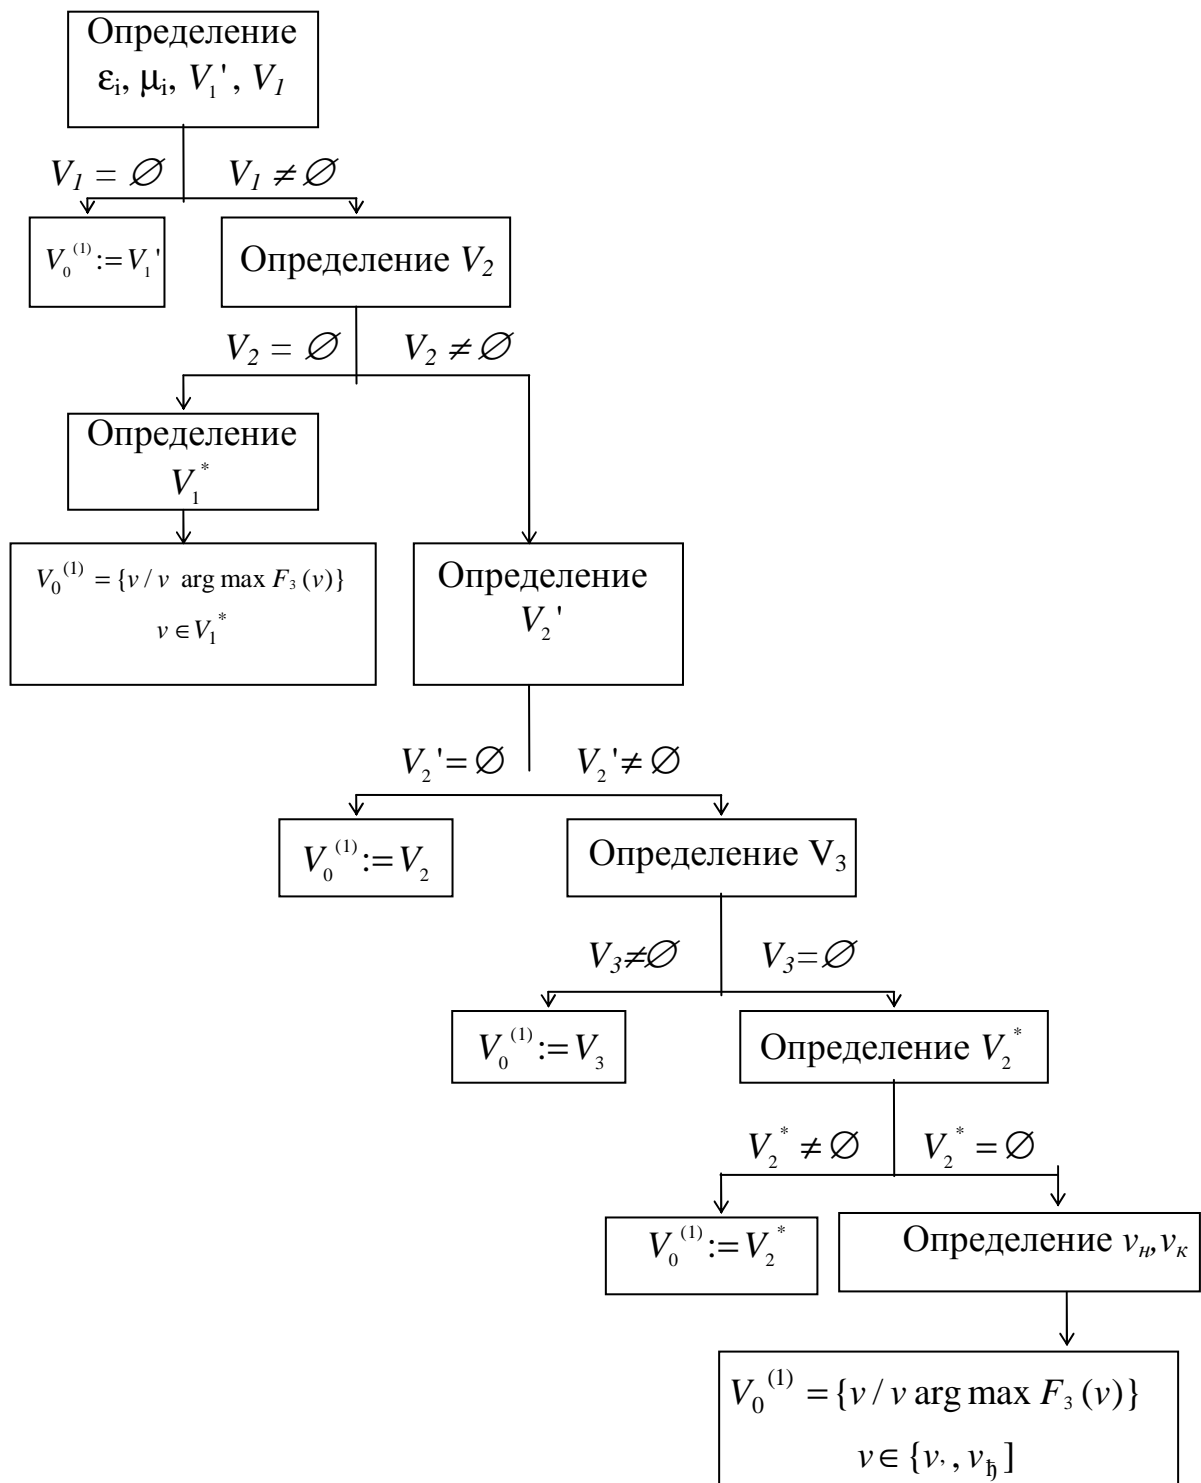 Определение
εi, μi, V1', V1
V1 = ∅ V1 ≠ ∅
V0(1) := V1'
Определение V2
V2 = ∅ V2 ≠ ∅
Определение
V1*
V0(1) = {v / v arg max F3 (v)}
v ∈ V1*
Определение
V2'
V2' = ∅ V2' ≠ ∅
V0(1) := V2
Определение V3
V3≠∅ V3=∅
V0(1) := V3
Определение V2*
V2* ≠ ∅ V2* = ∅
V0(1) := V2*
Определение vн,vк
V0(1) = {v / v arg max F3 (v)}
v ∈ {v, , vђ]